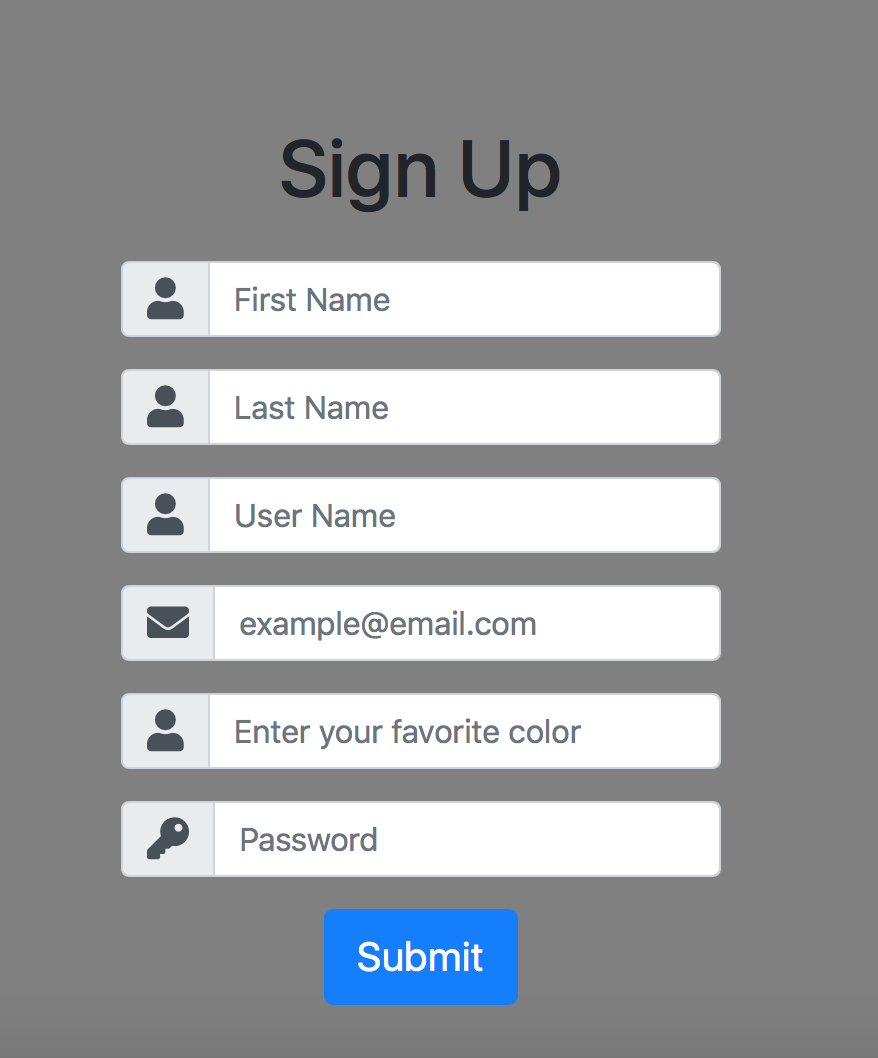 Sign Up
First Name
Last Name
User Name
example@email.com
Enter your favorite color
Password
Submit